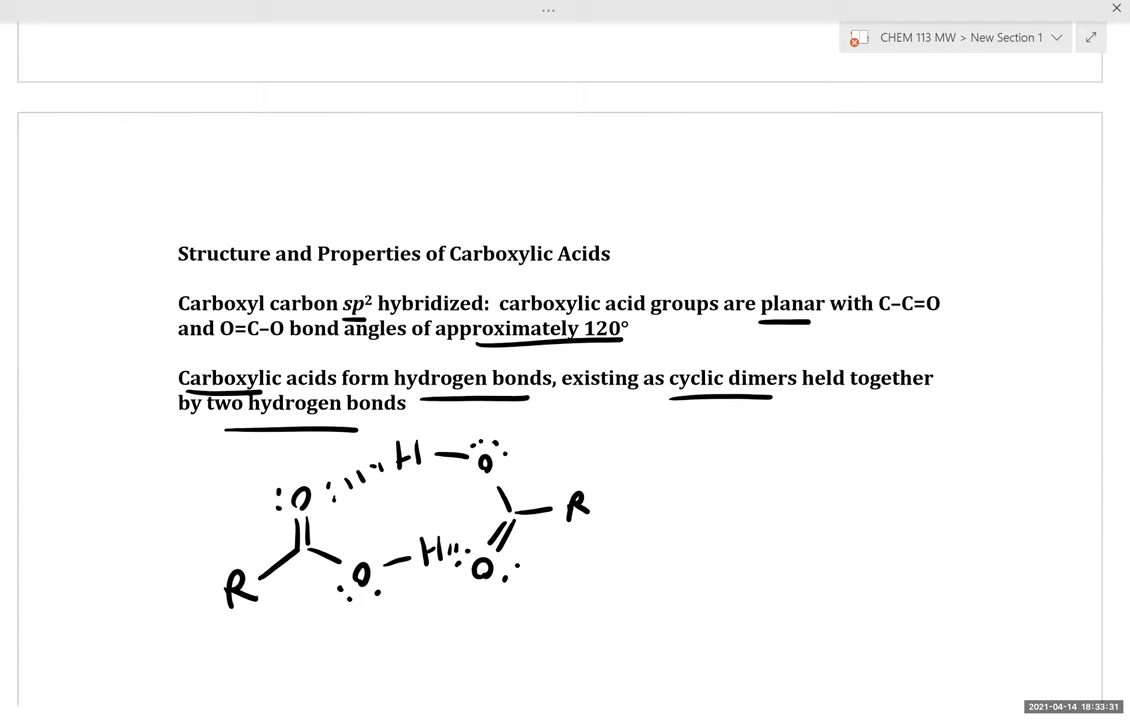 ...
CHEM 113 MW > New Section 1
Structure and Properties of Carboxylic Acids
Carboxyl carbon sp² hybridized: carboxylic acid groups are planar with C–C=O
and O=C–O bond angles of approximately 120°
Carboxylic acids form hydrogen bonds, existing as cyclic dimers held together
by two hydrogen bonds
H O
O
R
H O
R O
2021-04-14 18:33:31